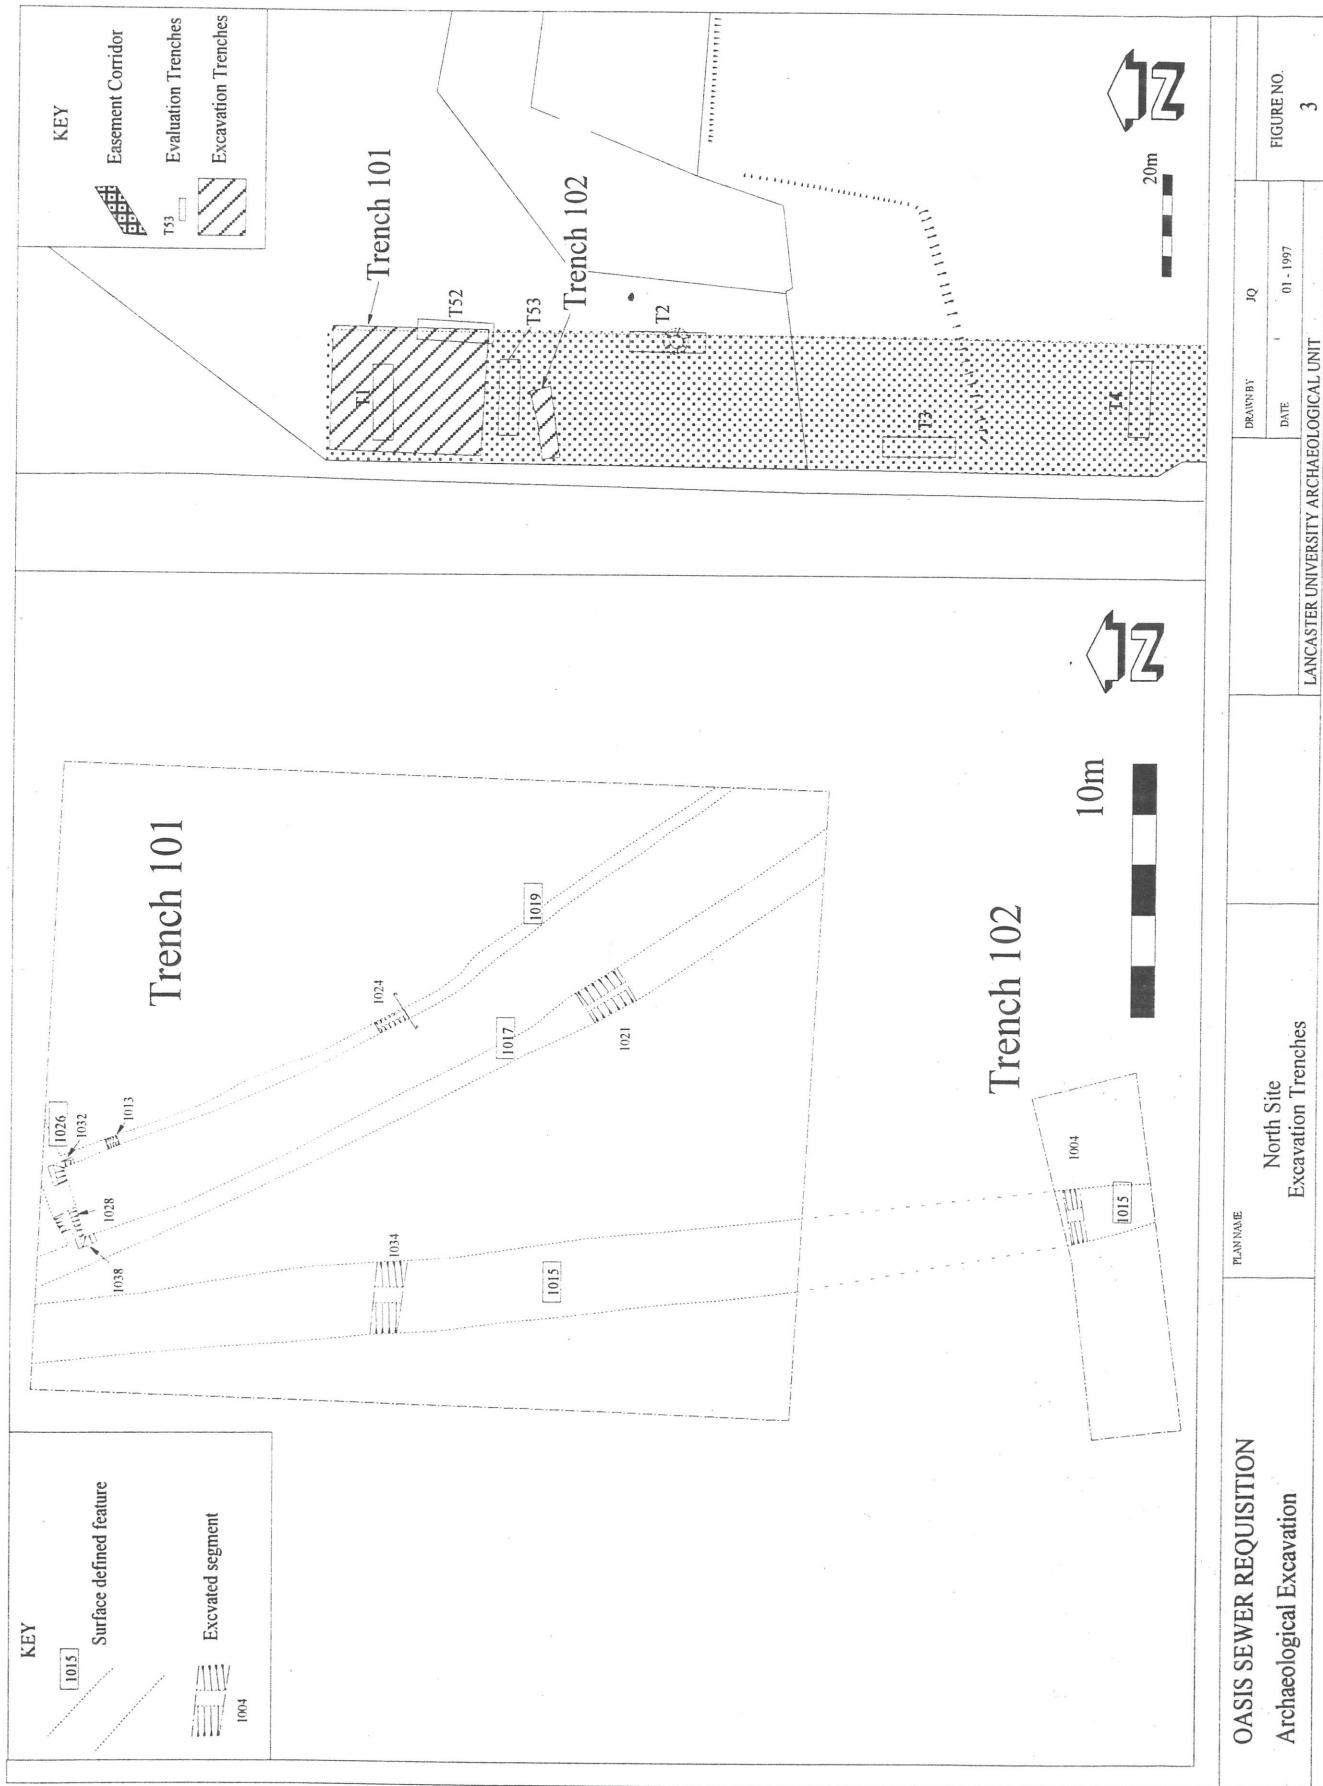 KEY
1015
Surface defined feature
1004
Excvated segment
Trench 101
1026
1032
1013
1028
1038
1024
1019
1017
1021
1034
1015
Trench 102
1004
1015
10m
N
KEY
Easement Corridor
T53
Evaluation Trenches
Excavation Trenches
Trench 101
T1
T52
T53
Trench 102
T2
T3
T4
20m
N
OASIS SEWER REQUISITION
Archaeological Excavation
PLAN NAME
North Site
Excavation Trenches
DRAWN BY
JQ
DATE
01 - 1997
FIGURE NO.
3
LANCASTER UNIVERSITY ARCHAEOLOGICAL UNIT